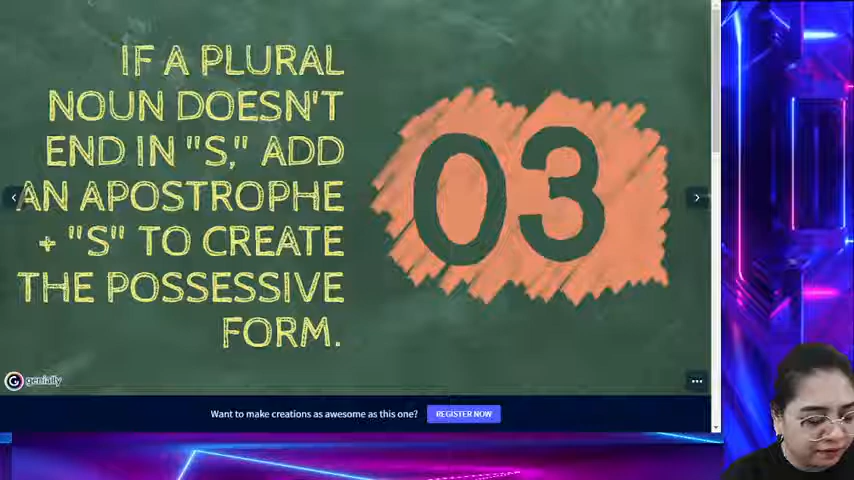 IF A PLURAL
NOUN DOESN'T
END IN "S," ADD
AN APOSTROPHE
+ "S" TO CREATE
THE POSSESSIVE
FORM.
03
genially
Want to make creations as awesome as this one? REGISTER NOW